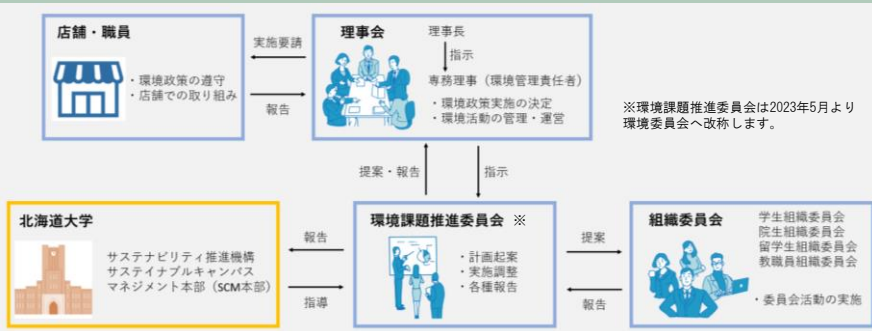 店舗・職員
・環境政策の遵守
・店舗での取り組み
実施要請
報告
理事会
理事長
指示
専務理事（環境管理責任者）
・環境政策実施の決定
・環境活動の管理・運営
※環境課題推進委員会は2023年5月より
環境委員会へ改称します。
提案・報告
指示
北海道大学
サステナビリティ推進機構
サステイナブルキャンパス
マネジメント本部（SCM本部）
報告
指導
環境課題推進委員会 ※
・計画起案
・実施調整
・各種報告
提案
報告
組織委員会
学生組織委員会
院生組織委員会
留学生組織委員会
教職員組織委員会
・委員会活動の実施